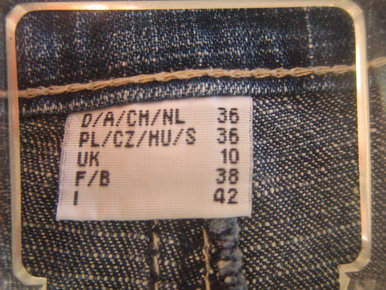 D/A/CH/NL 36
PL/CZ/HU/S 36
UK 10
F/B 38
I 42